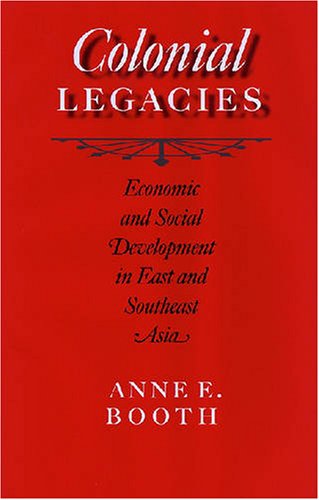 Colonial
LEGACIES
Economic
and Social
Development
in East and
Southeast
Asia
ANNE E.
BOOTH